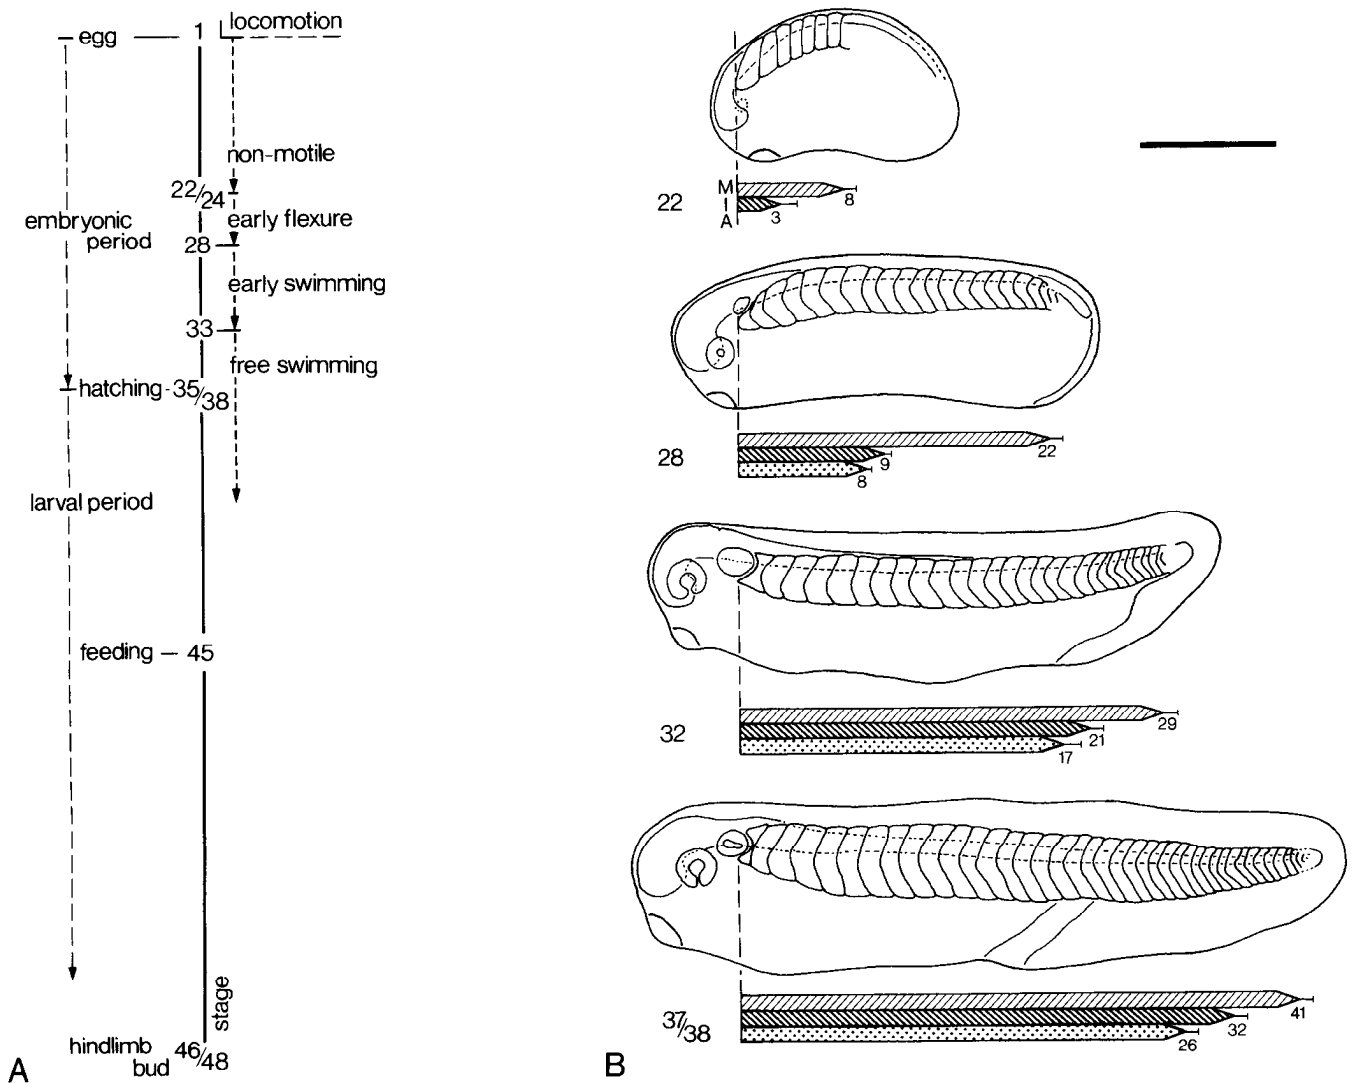 egg
1
locomotion
non-motile
22/24
embryonic
period
early flexure
28
early swimming
33
free swimming
hatching
35/38
larval period
feeding
45
stage
hindlimb
bud
46/48
A
22
M
A
8
3
28
22
9
8
32
29
21
17
37/38
41
32
26
B